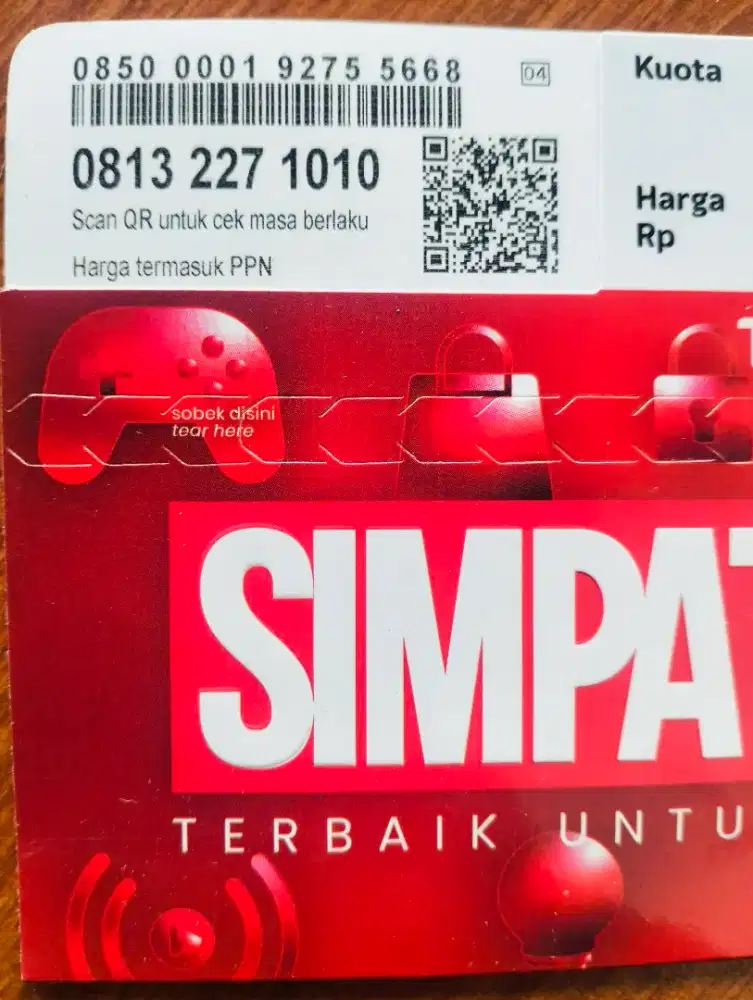 0850 0001 9275 5668
04
0813 227 1010
Scan QR untuk cek masa berlaku
Harga termasuk PPN
Kuota
Harga
Rp
sobek disini
tear here
SIMPAT
TERBAIK UNTU